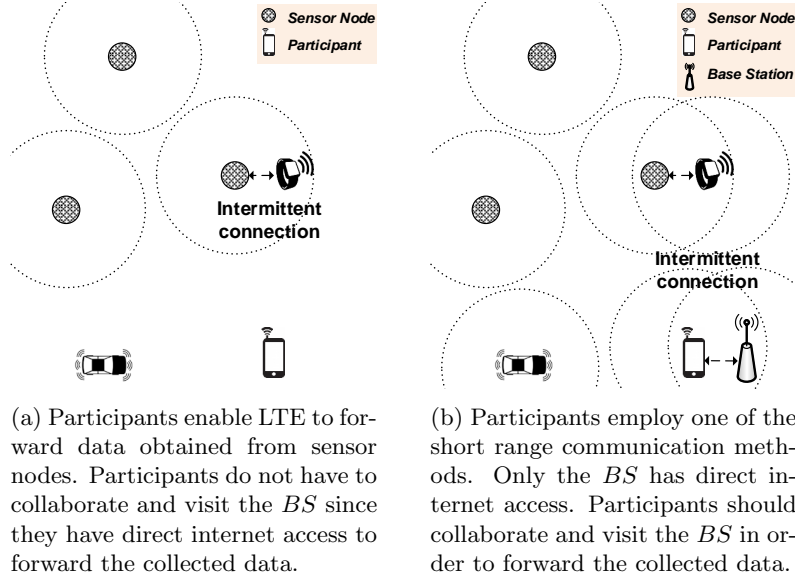 Sensor Node
Participant
Intermittent
connection
(a) Participants enable LTE to for-
ward data obtained from sensor
nodes. Participants do not have to
collaborate and visit the BS since
they have direct internet access to
forward the collected data.
Sensor Node
Participant
Base Station
Intermittent
connection
(b) Participants employ one of the
short range communication meth-
ods. Only the BS has direct in-
ternet access. Participants should
collaborate and visit the BS in or-
der to forward the collected data.